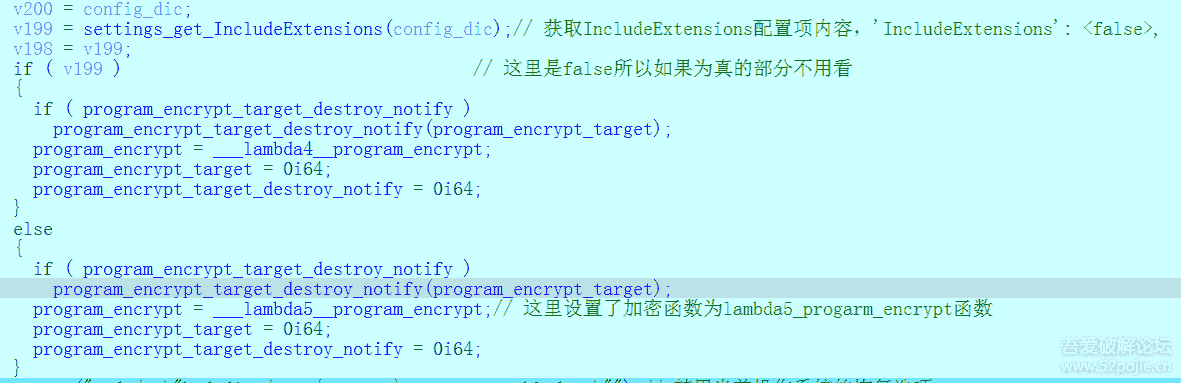 v200 = config_dic;
v199 = settings_get_IncludeExtensions(config_dic);// 获取IncludeExtensions配置项内容, 'IncludeExtensions': <false>,
v198 = v199;
if ( v199 ) // 这里是false所以如果为真的部分不用看
{
if ( program_encrypt_target_destroy_notify )
program_encrypt_target_destroy_notify(program_encrypt_target);
program_encrypt = ___lambda4__program_encrypt;
program_encrypt_target = 0i64;
program_encrypt_target_destroy_notify = 0i64;
}
else
{
if ( program_encrypt_target_destroy_notify )
program_encrypt_target_destroy_notify(program_encrypt_target);
program_encrypt = ___lambda5__program_encrypt;// 这里设置了加密函数为lambda5_progarm_encrypt函数
program_encrypt_target = 0i64;
program_encrypt_target_destroy_notify = 0i64;
}
吾爱破解论坛
www.52pojie.cn